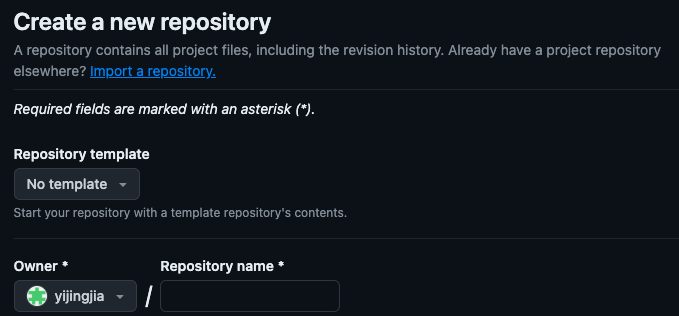 Create a new repository
A repository contains all project files, including the revision history. Already have a project repository
elsewhere? Import a repository.
Required fields are marked with an asterisk (*).
Repository template
No template
Start your repository with a template repository's contents.
Owner * Repository name *
yijingjia /